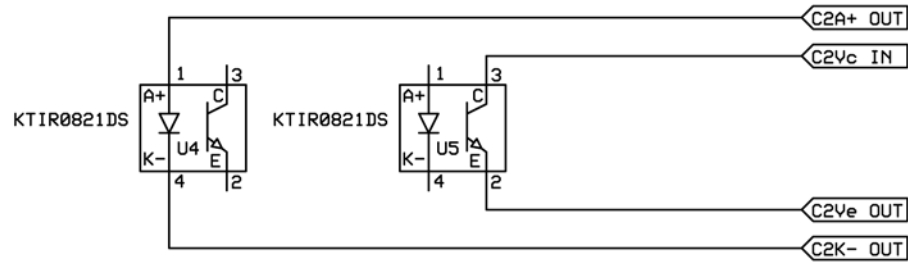 C2A+ OUT
C2Vc IN
1 3 1 3
A+ C A+ C
KTIR0821DS KTIR0821DS
U4 U5
K- E K- E
4 2 4 2
C2Ve OUT
C2K- OUT